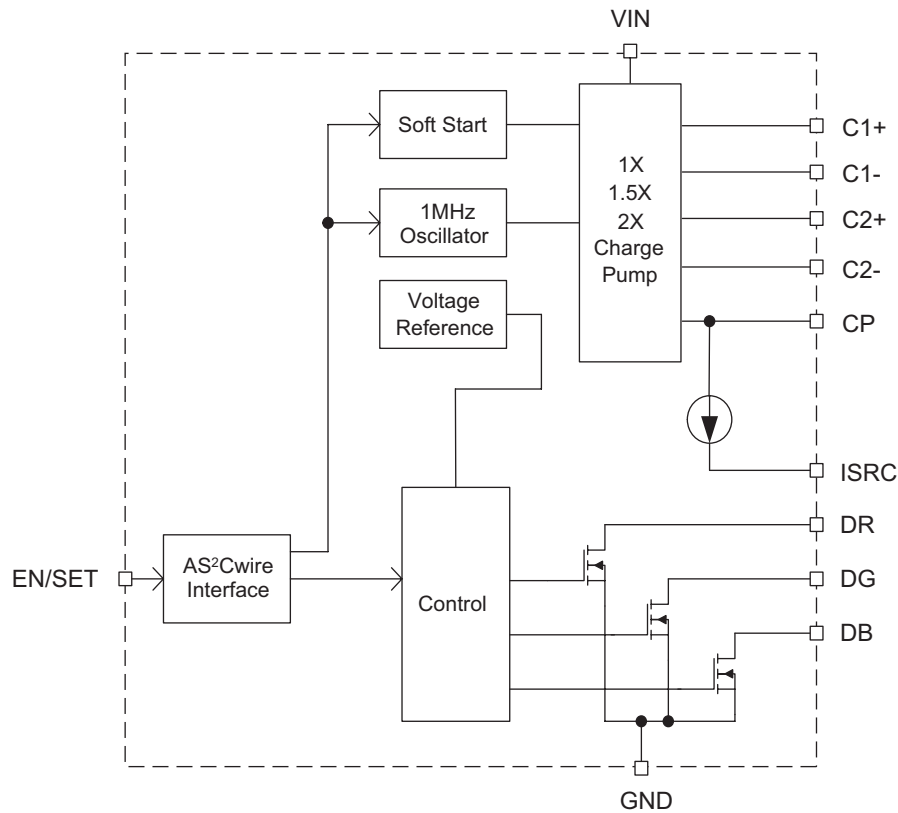 VIN
Soft Start
1MHz
Oscillator
Voltage
Reference
1X
1.5X
2X
Charge
Pump
C1+
C1-
C2+
C2-
CP
ISRC
DR
DG
DB
EN/SET
AS²Cwire
Interface
Control
GND